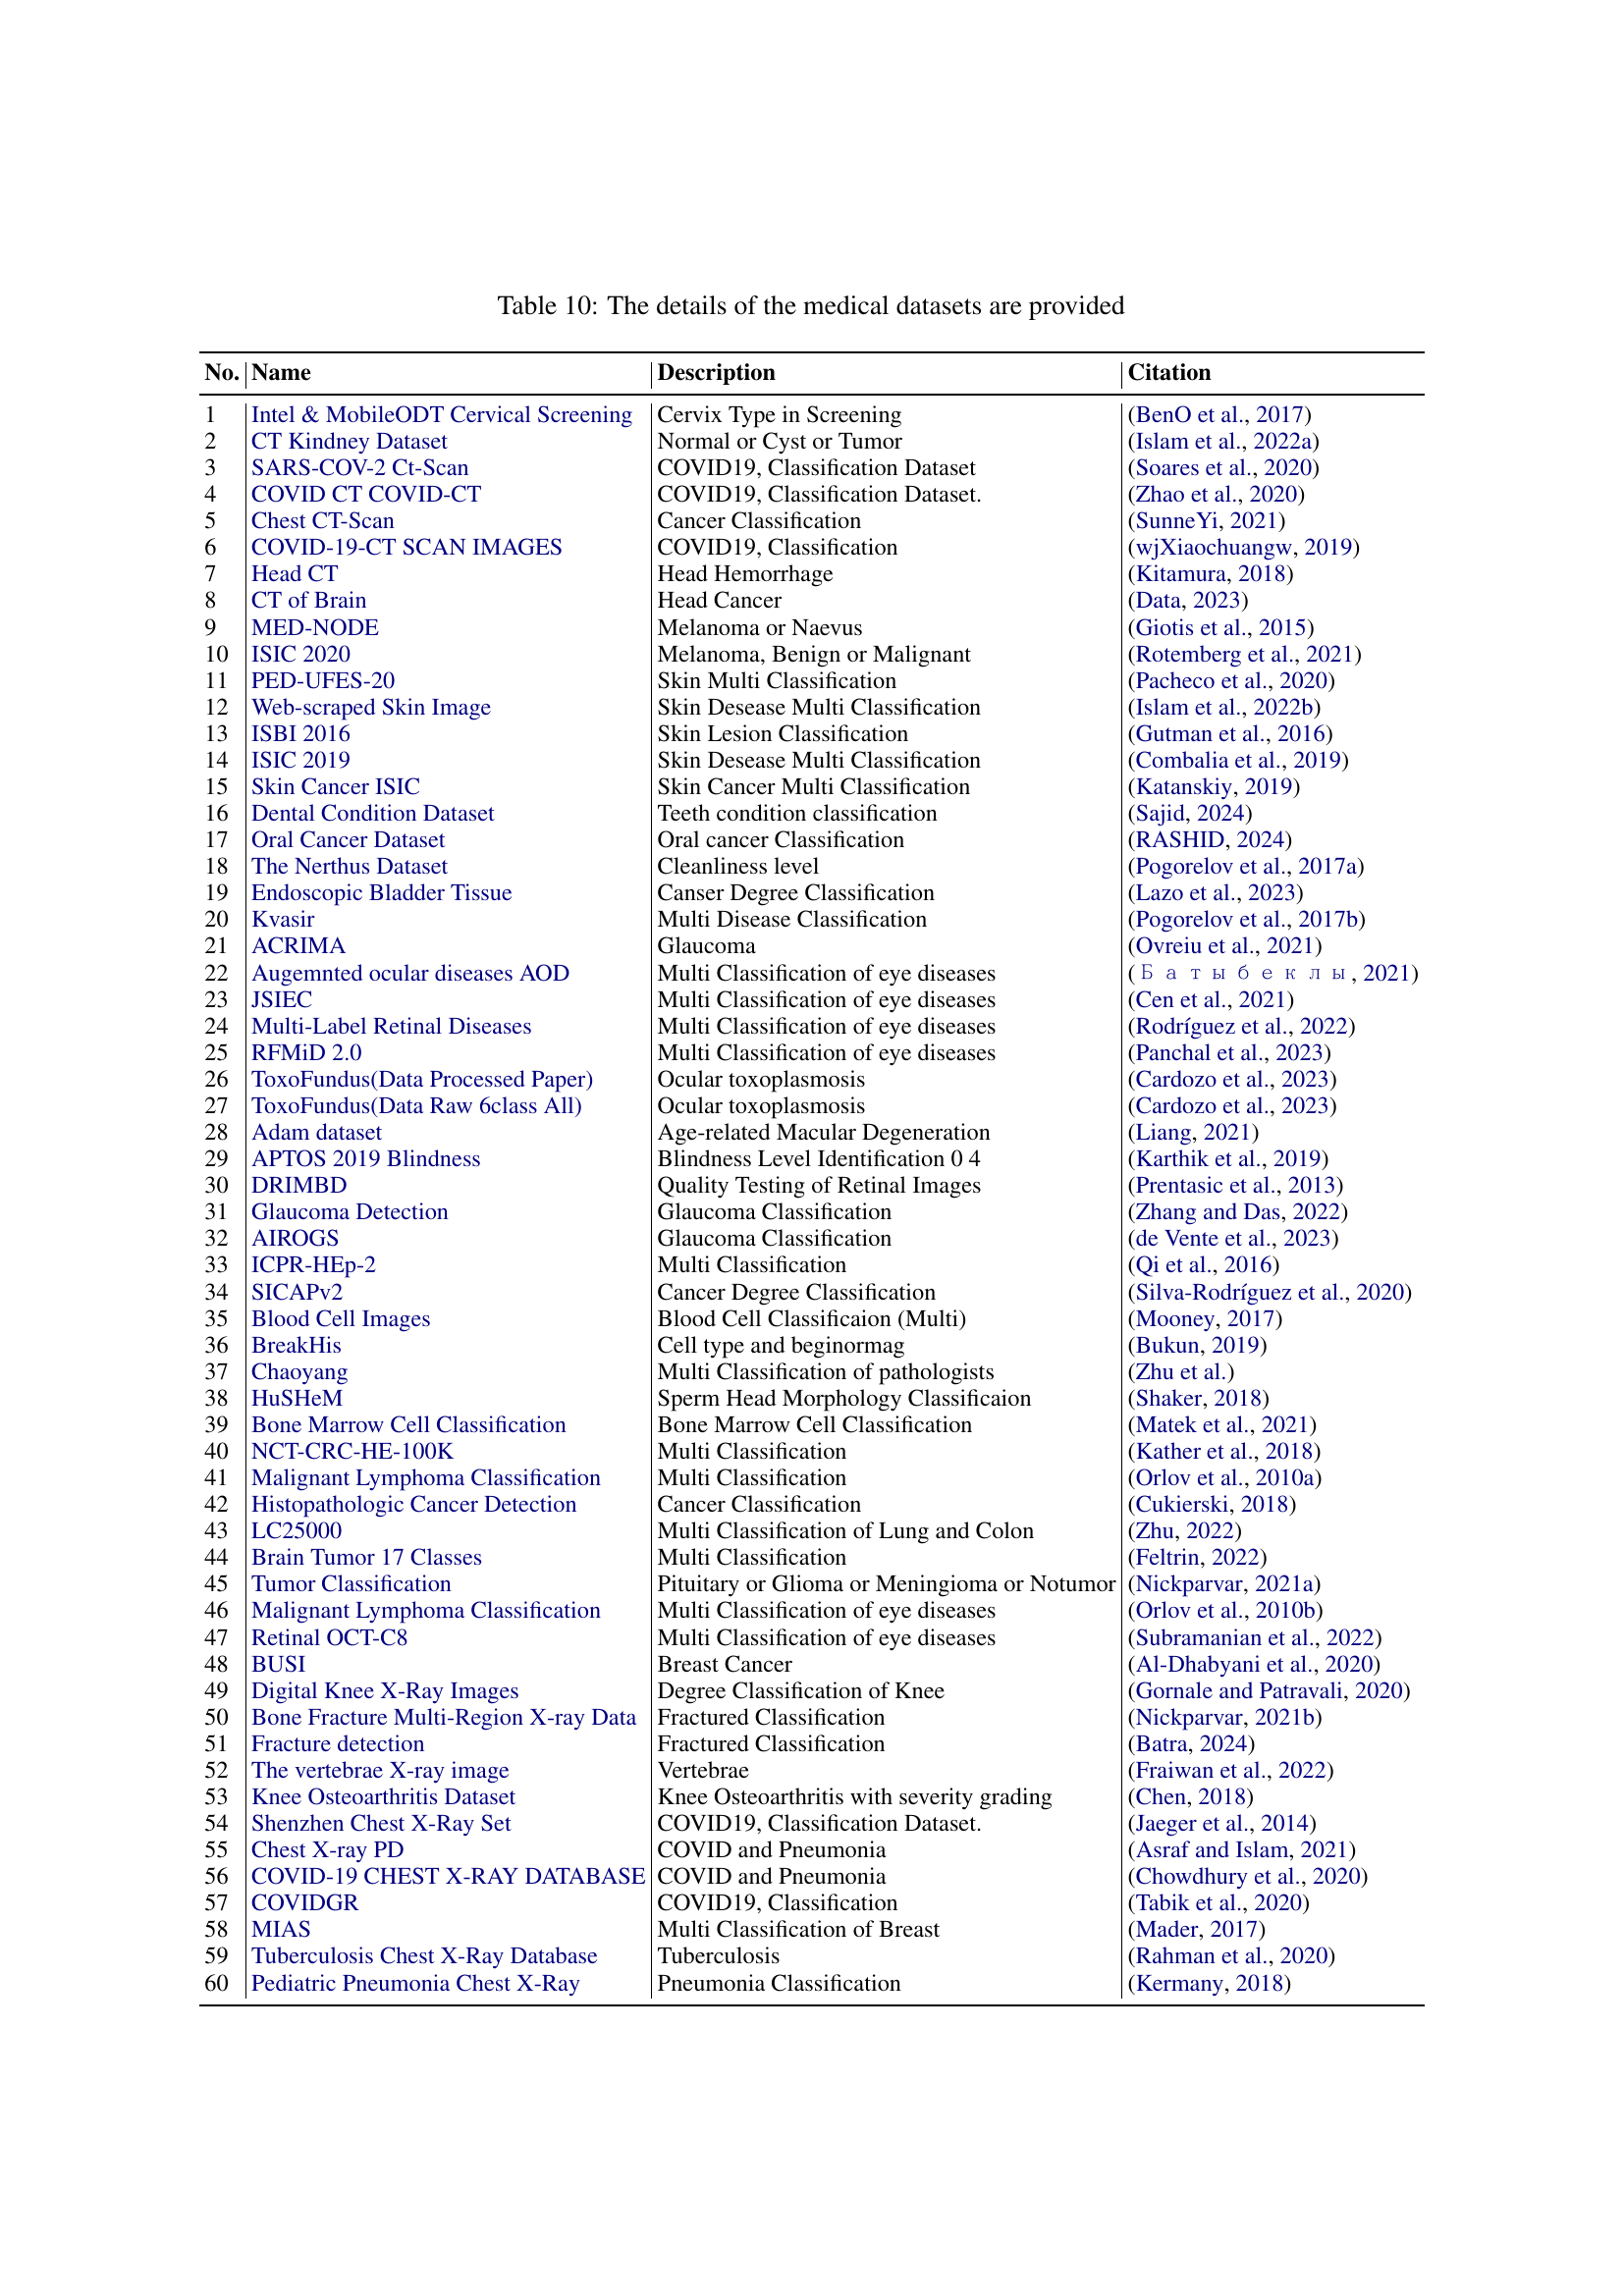 Table 10: The details of the medical datasets are provided
No. Name Description Citation
1 Intel & MobileODT Cervical Screening Cervix Type in Screening (BenO et al., 2017)
2 CT Kindney Dataset Normal or Cyst or Tumor (Islam et al., 2022a)
3 SARS-COV-2 Ct-Scan COVID19, Classification Dataset (Soares et al., 2020)
4 COVID CT COVID-CT COVID19, Classification Dataset. (Zhao et al., 2020)
5 Chest CT-Scan Cancer Classification (SunneYi, 2021)
6 COVID-19-CT SCAN IMAGES COVID19, Classification (wjXiaochuangw, 2019)
7 Head CT Head Hemorrhage (Kitamura, 2018)
8 CT of Brain Head Cancer (Data, 2023)
9 MED-NODE Melanoma or Naevus (Giotis et al., 2015)
10 ISIC 2020 Melanoma, Benign or Malignant (Rotemberg et al., 2021)
11 PED-UFES-20 Skin Multi Classification (Pacheco et al., 2020)
12 Web-scraped Skin Image Skin Desease Multi Classification (Islam et al., 2022b)
13 ISBI 2016 Skin Lesion Classification (Gutman et al., 2016)
14 ISIC 2019 Skin Desease Multi Classification (Combalia et al., 2019)
15 Skin Cancer ISIC Skin Cancer Multi Classification (Katanskiy, 2019)
16 Dental Condition Dataset Teeth condition classification (Sajid, 2024)
17 Oral Cancer Dataset Oral cancer Classification (RASHID, 2024)
18 The Nerthus Dataset Cleanliness level (Pogorelov et al., 2017a)
19 Endoscopic Bladder Tissue Canser Degree Classification (Lazo et al., 2023)
20 Kvasir Multi Disease Classification (Pogorelov et al., 2017b)
21 ACRIMA Glaucoma (Ovreiu et al., 2021)
22 Augemnted ocular diseases AOD Multi Classification of eye diseases (Батыбеклы, 2021)
23 JSIEC Multi Classification of eye diseases (Cen et al., 2021)
24 Multi-Label Retinal Diseases Multi Classification of eye diseases (Rodríguez et al., 2022)
25 RFMiD 2.0 Multi Classification of eye diseases (Panchal et al., 2023)
26 ToxoFundus(Data Processed Paper) Ocular toxoplasmosis (Cardozo et al., 2023)
27 ToxoFundus(Data Raw 6class All) Ocular toxoplasmosis (Cardozo et al., 2023)
28 Adam dataset Age-related Macular Degeneration (Liang, 2021)
29 APTOS 2019 Blindness Blindness Level Identification 0 4 (Karthik et al., 2019)
30 DRIMBD Quality Testing of Retinal Images (Prentasic et al., 2013)
31 Glaucoma Detection Glaucoma Classification (Zhang and Das, 2022)
32 AIROGS Glaucoma Classification (de Vente et al., 2023)
33 ICPR-HEp-2 Multi Classification (Qi et al., 2016)
34 SICAPv2 Cancer Degree Classification (Silva-Rodríguez et al., 2020)
35 Blood Cell Images Blood Cell Classificaion (Multi) (Mooney, 2017)
36 BreakHis Cell type and beginormag (Bukun, 2019)
37 Chaoyang Multi Classification of pathologists (Zhu et al.)
38 HuSHeM Sperm Head Morphology Classificaion (Shaker, 2018)
39 Bone Marrow Cell Classification Bone Marrow Cell Classification (Matek et al., 2021)
40 NCT-CRC-HE-100K Multi Classification (Kather et al., 2018)
41 Malignant Lymphoma Classification Multi Classification (Orlov et al., 2010a)
42 Histopathologic Cancer Detection Cancer Classification (Cukierski, 2018)
43 LC25000 Multi Classification of Lung and Colon (Zhu, 2022)
44 Brain Tumor 17 Classes Multi Classification (Feltrin, 2022)
45 Tumor Classification Pituitary or Glioma or Meningioma or Notumor (Nickparvar, 2021a)
46 Malignant Lymphoma Classification Multi Classification of eye diseases (Orlov et al., 2010b)
47 Retinal OCT-C8 Multi Classification of eye diseases (Subramanian et al., 2022)
48 BUSI Breast Cancer (Al-Dhabyani et al., 2020)
49 Digital Knee X-Ray Images Degree Classification of Knee (Gornale and Patravali, 2020)
50 Bone Fracture Multi-Region X-ray Data Fractured Classification (Nickparvar, 2021b)
51 Fracture detection Fractured Classification (Batra, 2024)
52 The vertebrae X-ray image Vertebrae (Fraiwan et al., 2022)
53 Knee Osteoarthritis Dataset Knee Osteoarthritis with severity grading (Chen, 2018)
54 Shenzhen Chest X-Ray Set COVID19, Classification Dataset. (Jaeger et al., 2014)
55 Chest X-ray PD COVID and Pneumonia (Asraf and Islam, 2021)
56 COVID-19 CHEST X-RAY DATABASE COVID and Pneumonia (Chowdhury et al., 2020)
57 COVIDGR COVID19, Classification (Tabik et al., 2020)
58 MIAS Multi Classification of Breast (Mader, 2017)
59 Tuberculosis Chest X-Ray Database Tuberculosis (Rahman et al., 2020)
60 Pediatric Pneumonia Chest X-Ray Pneumonia Classification (Kermany, 2018)